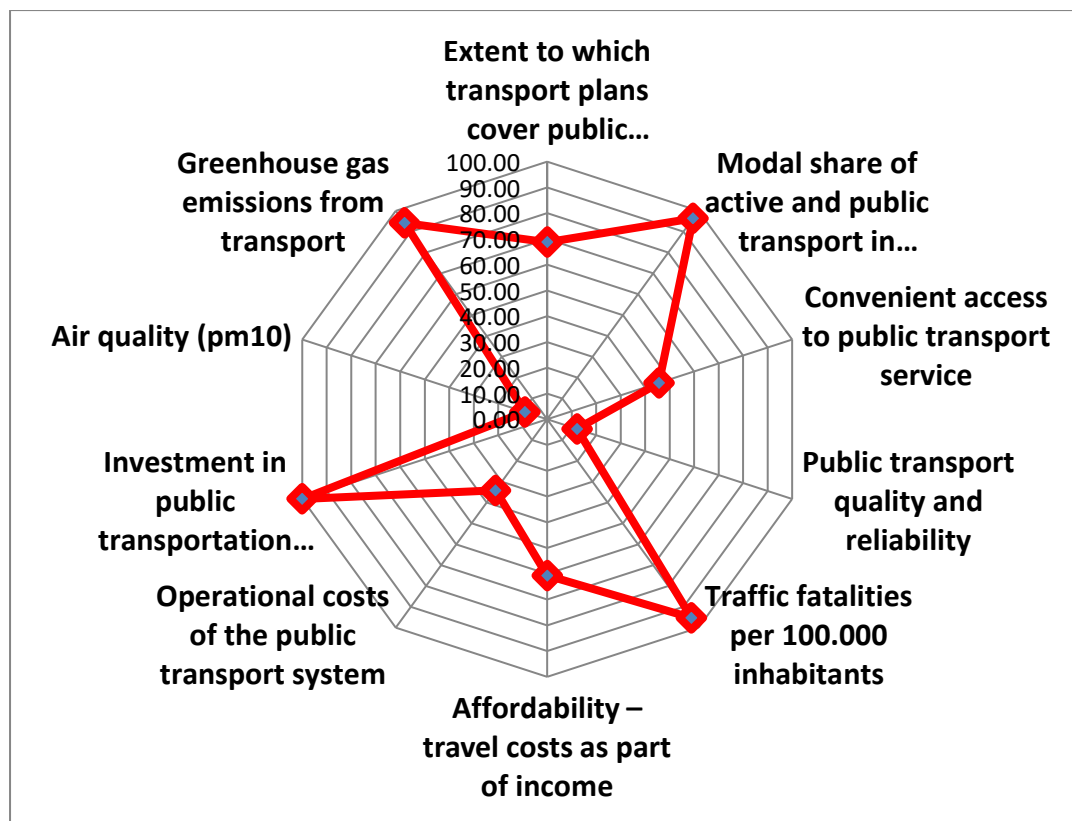 Extent to which
transport plans
cover public…
Modal share of
active and public
transport in…
Convenient access
to public transport
service
Public transport
quality and
reliability
Traffic fatalities
per 100.000
inhabitants
Affordability –
travel costs as part
of income
Operational costs
of the public
transport system
Investment in
public
transportation…
Air quality (pm10)
Greenhouse gas
emissions from
transport
100.00
90.00
80.00
70.00
60.00
50.00
40.00
30.00
20.00
10.00
0.00